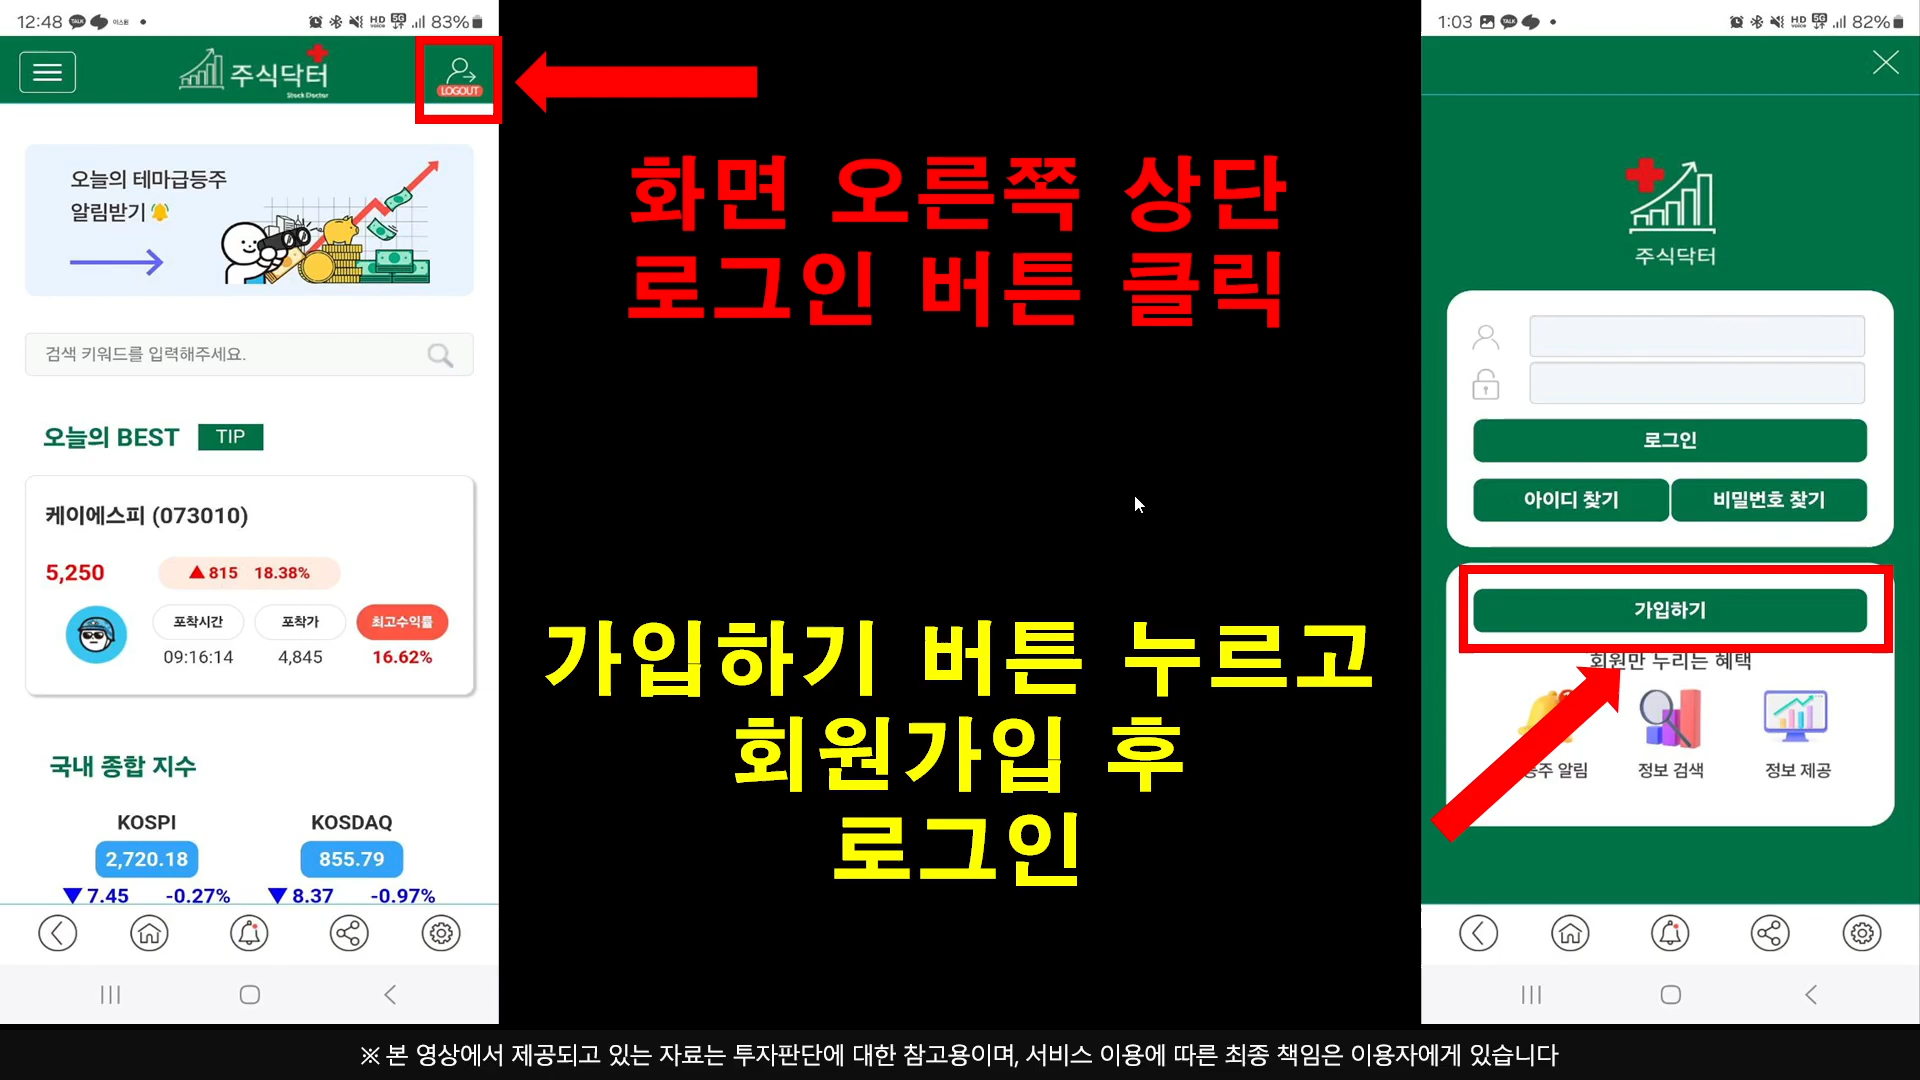 12:48
83%
주식닥터
Stock Doctor
LOGOUT
오늘의 테마급등주
알림받기
검색 키워드를 입력해주세요.
오늘의 BEST TIP
케이에스피 (073010)
5,250 ▲ 815 18.38%
포착시간 포착가 최고수익률
09:16:14 4,845 16.62%
국내 종합 지수
KOSPI KOSDAQ
2,720.18 855.79
▼ 7.45 -0.27% ▼ 8.37 -0.97%
화면 오른쪽 상단
로그인 버튼 클릭
가입하기 버튼 누르고
회원가입 후
로그인
1:03
82%
주식닥터
로그인
아이디 찾기 비밀번호 찾기
가입하기
회원만 누리는 혜택
등주 알림 정보 검색 정보 제공
※ 본 영상에서 제공되고 있는 자료는 투자판단에 대한 참고용이며, 서비스 이용에 따른 최종 책임은 이용자에게 있습니다